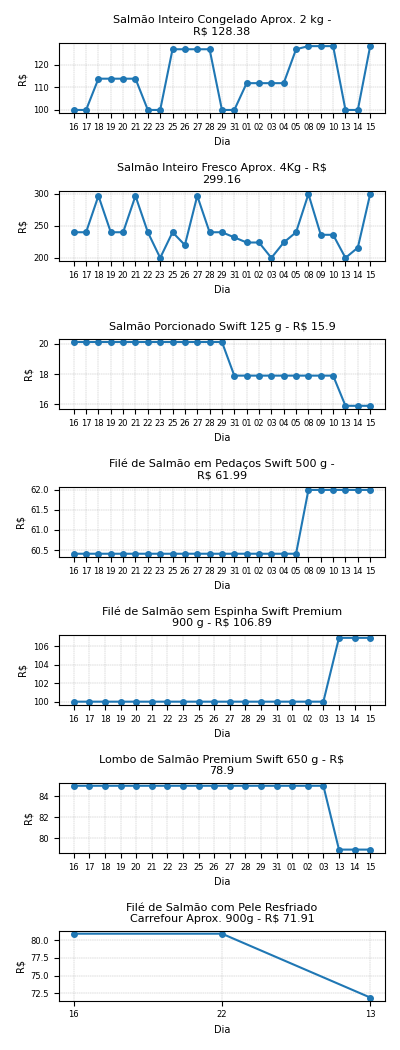 Salmão Inteiro Congelado Aprox. 2 kg -
R$ 128.38
120
110
100
R$
16 17 18 19 20 21 22 23 25 26 27 28 29 31 01 02 03 04 05 08 09 10 13 14 15
Dia
Salmão Inteiro Fresco Aprox. 4Kg - R$
299.16
300
250
200
R$
16 17 18 19 20 21 22 23 25 26 27 28 29 31 01 02 03 04 05 08 09 10 13 14 15
Dia
Salmão Porcionado Swift 125 g - R$ 15.9
20
18
16
R$
16 17 18 19 20 21 22 23 25 26 27 28 29 31 01 02 03 04 05 08 09 10 13 14 15
Dia
Filé de Salmão em Pedaços Swift 500 g -
R$ 61.99
62.0
61.5
61.0
60.5
R$
16 17 18 19 20 21 22 23 25 26 27 28 29 31 01 02 03 04 05 08 09 10 13 14 15
Dia
Filé de Salmão sem Espinha Swift Premium
900 g - R$ 106.89
106
104
102
100
R$
16 17 18 19 20 21 22 23 25 26 27 28 29 31 01 02 03 13 14 15
Dia
Lombo de Salmão Premium Swift 650 g - R$
78.9
84
82
80
R$
16 17 18 19 20 21 22 23 25 26 27 28 29 31 01 02 03 13 14 15
Dia
Filé de Salmão com Pele Resfriado
Carrefour Aprox. 900g - R$ 71.91
80.0
77.5
75.0
72.5
R$
16 22 13
Dia